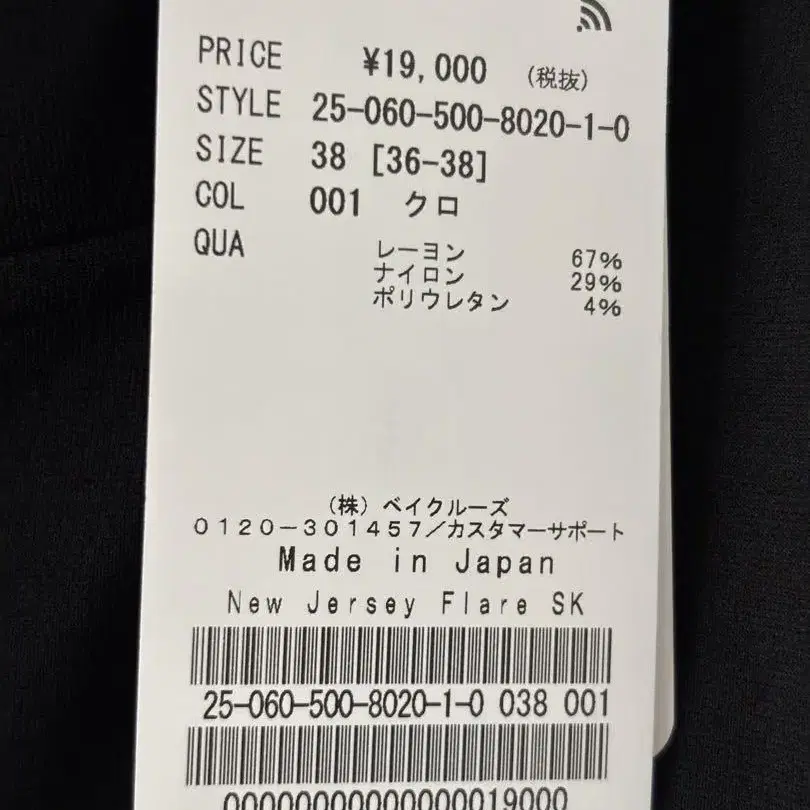 PRICE ¥19,000 (税抜)
STYLE 25-060-500-8020-1-0
SIZE 38 [36-38]
COL 001 クロ
QUA レーヨン 67%
ナイロン 29%
ポリウレタン 4%
(株) ベイクルーズ
0120-301457/カスタマーサポート
Made in Japan
New Jersey Flare SK
25-060-500-8020-1-0 038 001